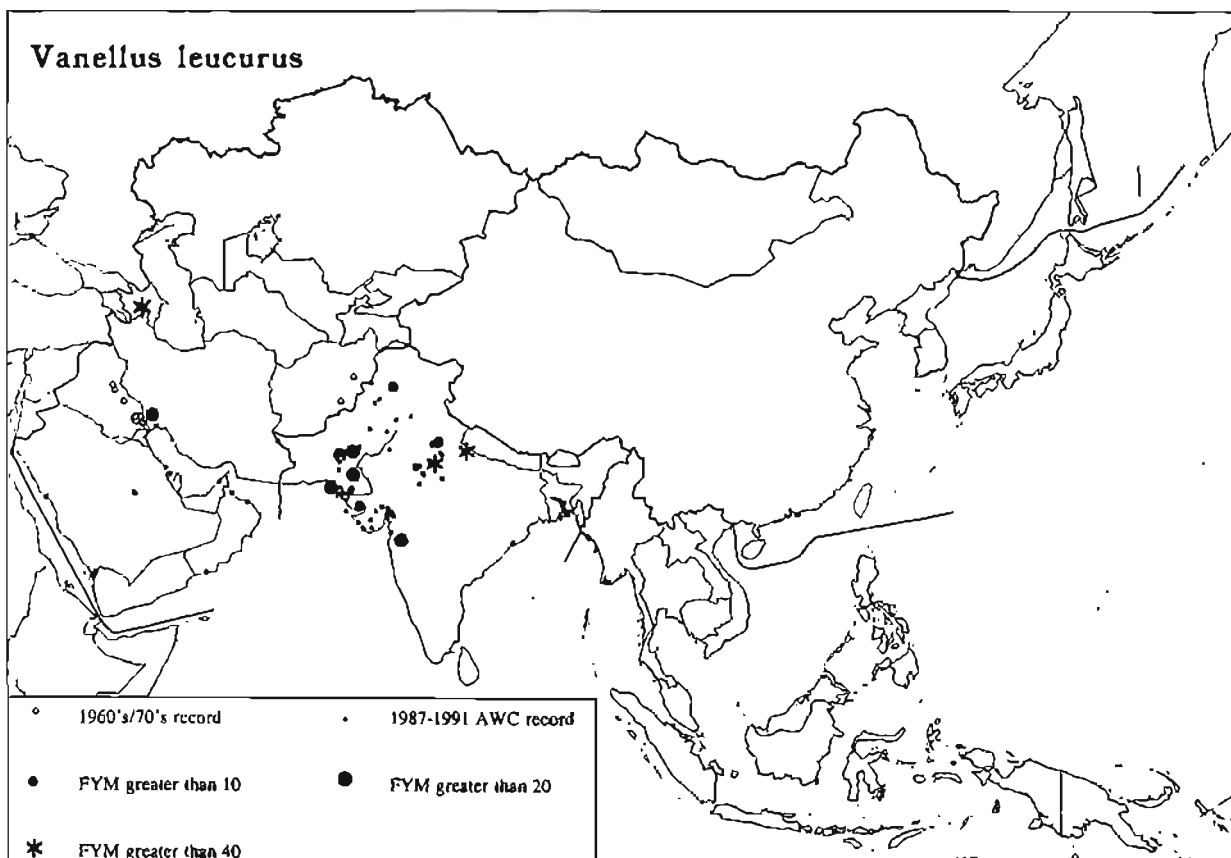 Vanellus leucurus
1960's/70's record
1987-1991 AWC record
FYM greater than 10
FYM greater than 20
FYM greater than 40